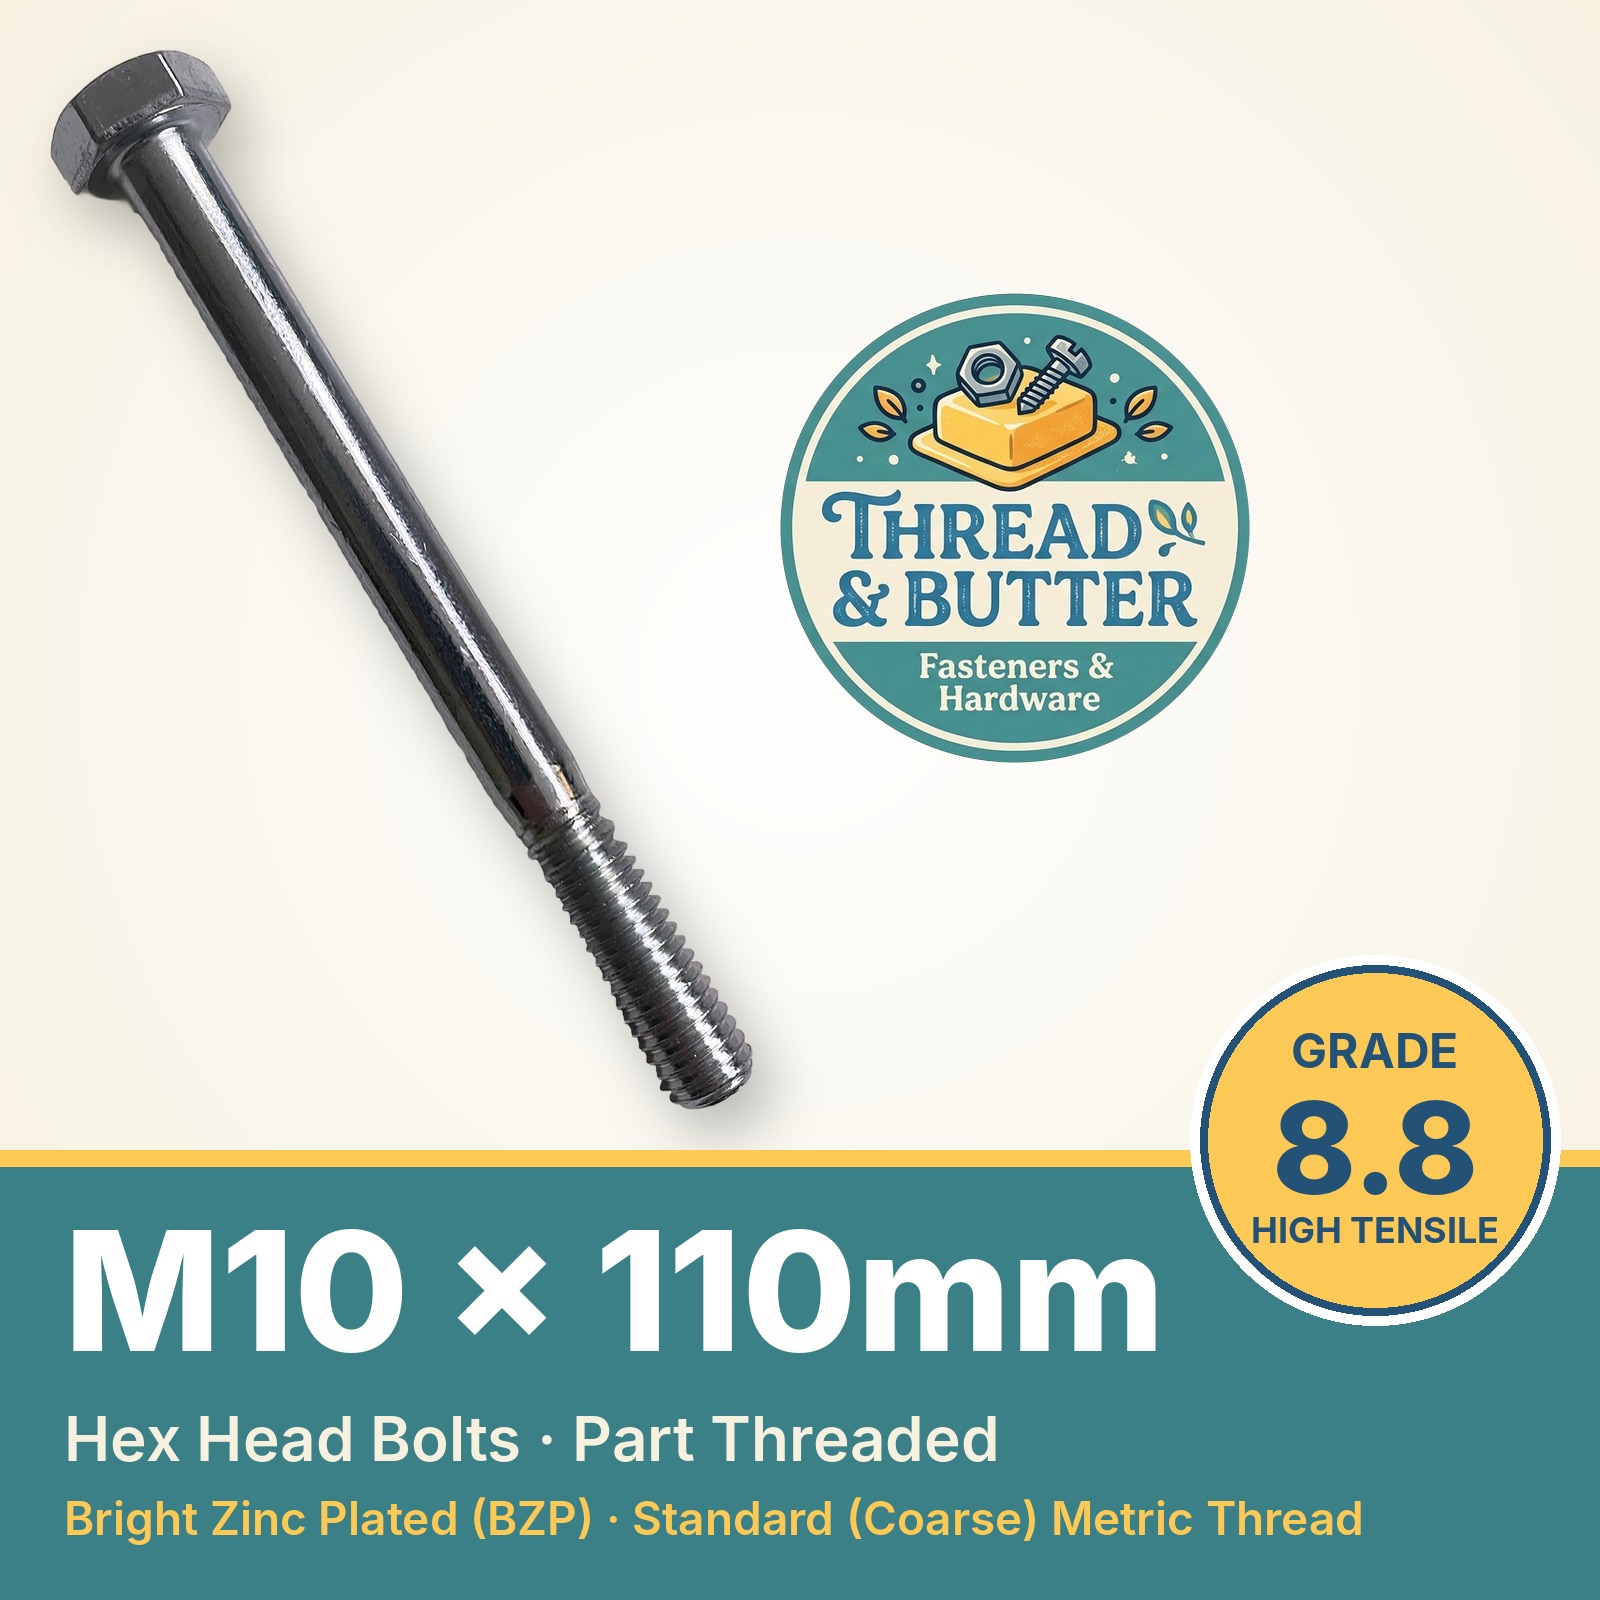 THREAD
& BUTTER
Fasteners &
Hardware
GRADE
8.8
HIGH TENSILE
M10 × 110mm
Hex Head Bolts · Part Threaded
Bright Zinc Plated (BZP) · Standard (Coarse) Metric Thread